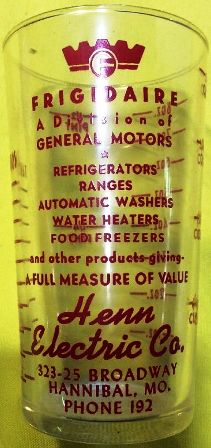 F
FRIGIDAIRE
A Division of
GENERAL MOTORS
REFRIGERATORS
RANGES
AUTOMATIC WASHERS
WATER HEATERS
FOOD FREEZERS
and other products-giving-
A FULL MEASURE OF VALUE
Henn
Electric Co.
323-25 BROADWAY
HANNIBAL, MO.
PHONE 192